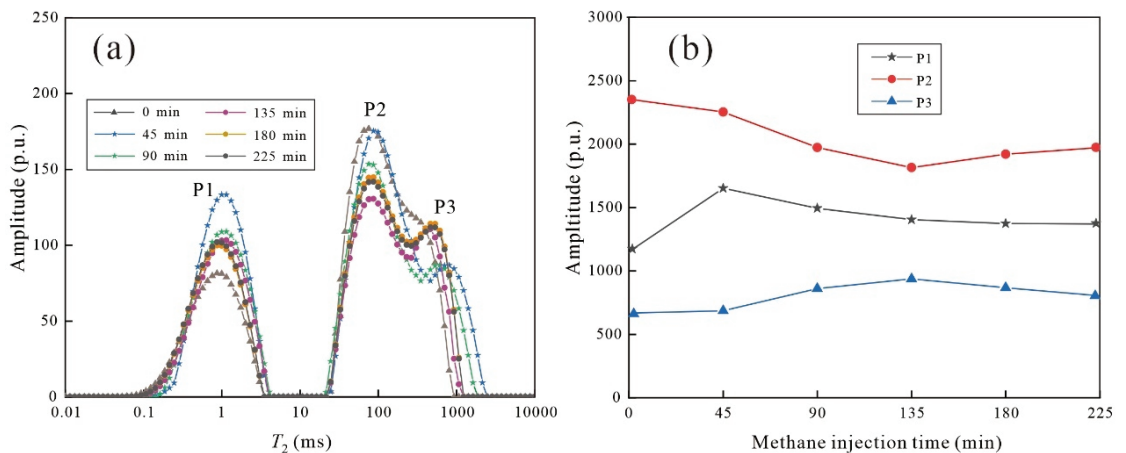 (a)
250
200
150
100
50
0
Amplitude (p.u.)
0 min
45 min
90 min
135 min
180 min
225 min
P1
P2
P3
0.01 0.1 1 10 100 1000 10000
T2 (ms)
(b)
3000
2500
2000
1500
1000
500
0
Ampltitude (p.u.)
P1
P2
P3
0 45 90 135 180 225
Methane injection time (min)